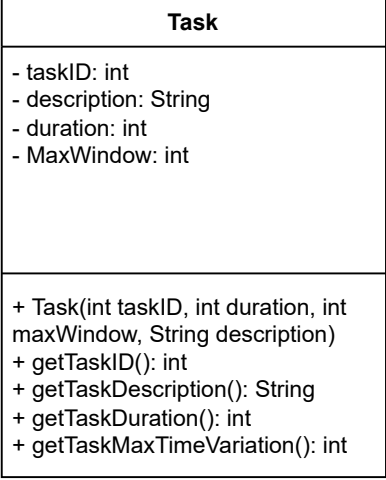 Task
- taskID: int
- description: String
- duration: int
- MaxWindow: int
+ Task(int taskID, int duration, int
maxWindow, String description)
+ getTaskID(): int
+ getTaskDescription(): String
+ getTaskDuration(): int
+ getTaskMaxTimeVariation(): int